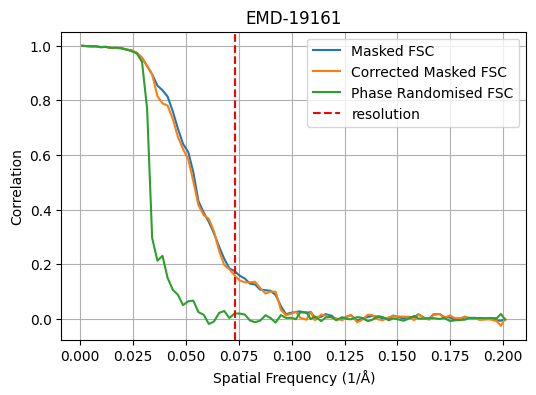 EMD-19161
Masked FSC
Corrected Masked FSC
Phase Randomised FSC
resolution
Correlation
1.0
0.8
0.6
0.4
0.2
0.0
0.000 0.025 0.050 0.075 0.100 0.125 0.150 0.175 0.200
Spatial Frequency (1/Å)